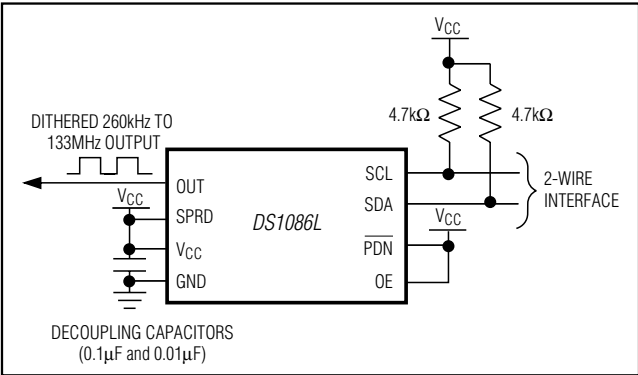 VCC
4.7kΩ
4.7kΩ
DITHERED 260kHz TO
133MHz OUTPUT
OUT
VCC
SPRD
VCC
GND
DS1086L
SCL
SDA
VCC
PDN
OE
2-WIRE
INTERFACE
DECOUPLING CAPACITORS
(0.1μF and 0.01μF)